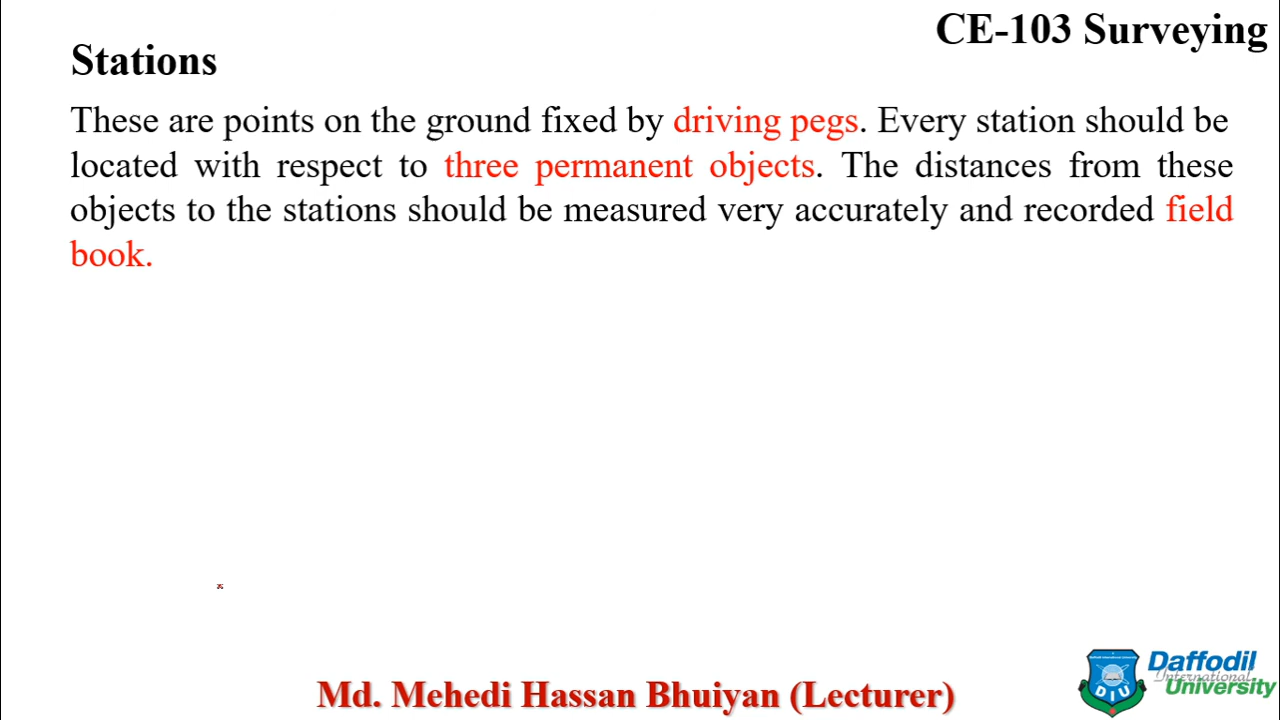 CE-103 Surveying
Stations
These are points on the ground fixed by driving pegs. Every station should be
located with respect to three permanent objects. The distances from these
objects to the stations should be measured very accurately and recorded field
book.
Md. Mehedi Hassan Bhuiyan (Lecturer)
DIU
Daffodil
International
University